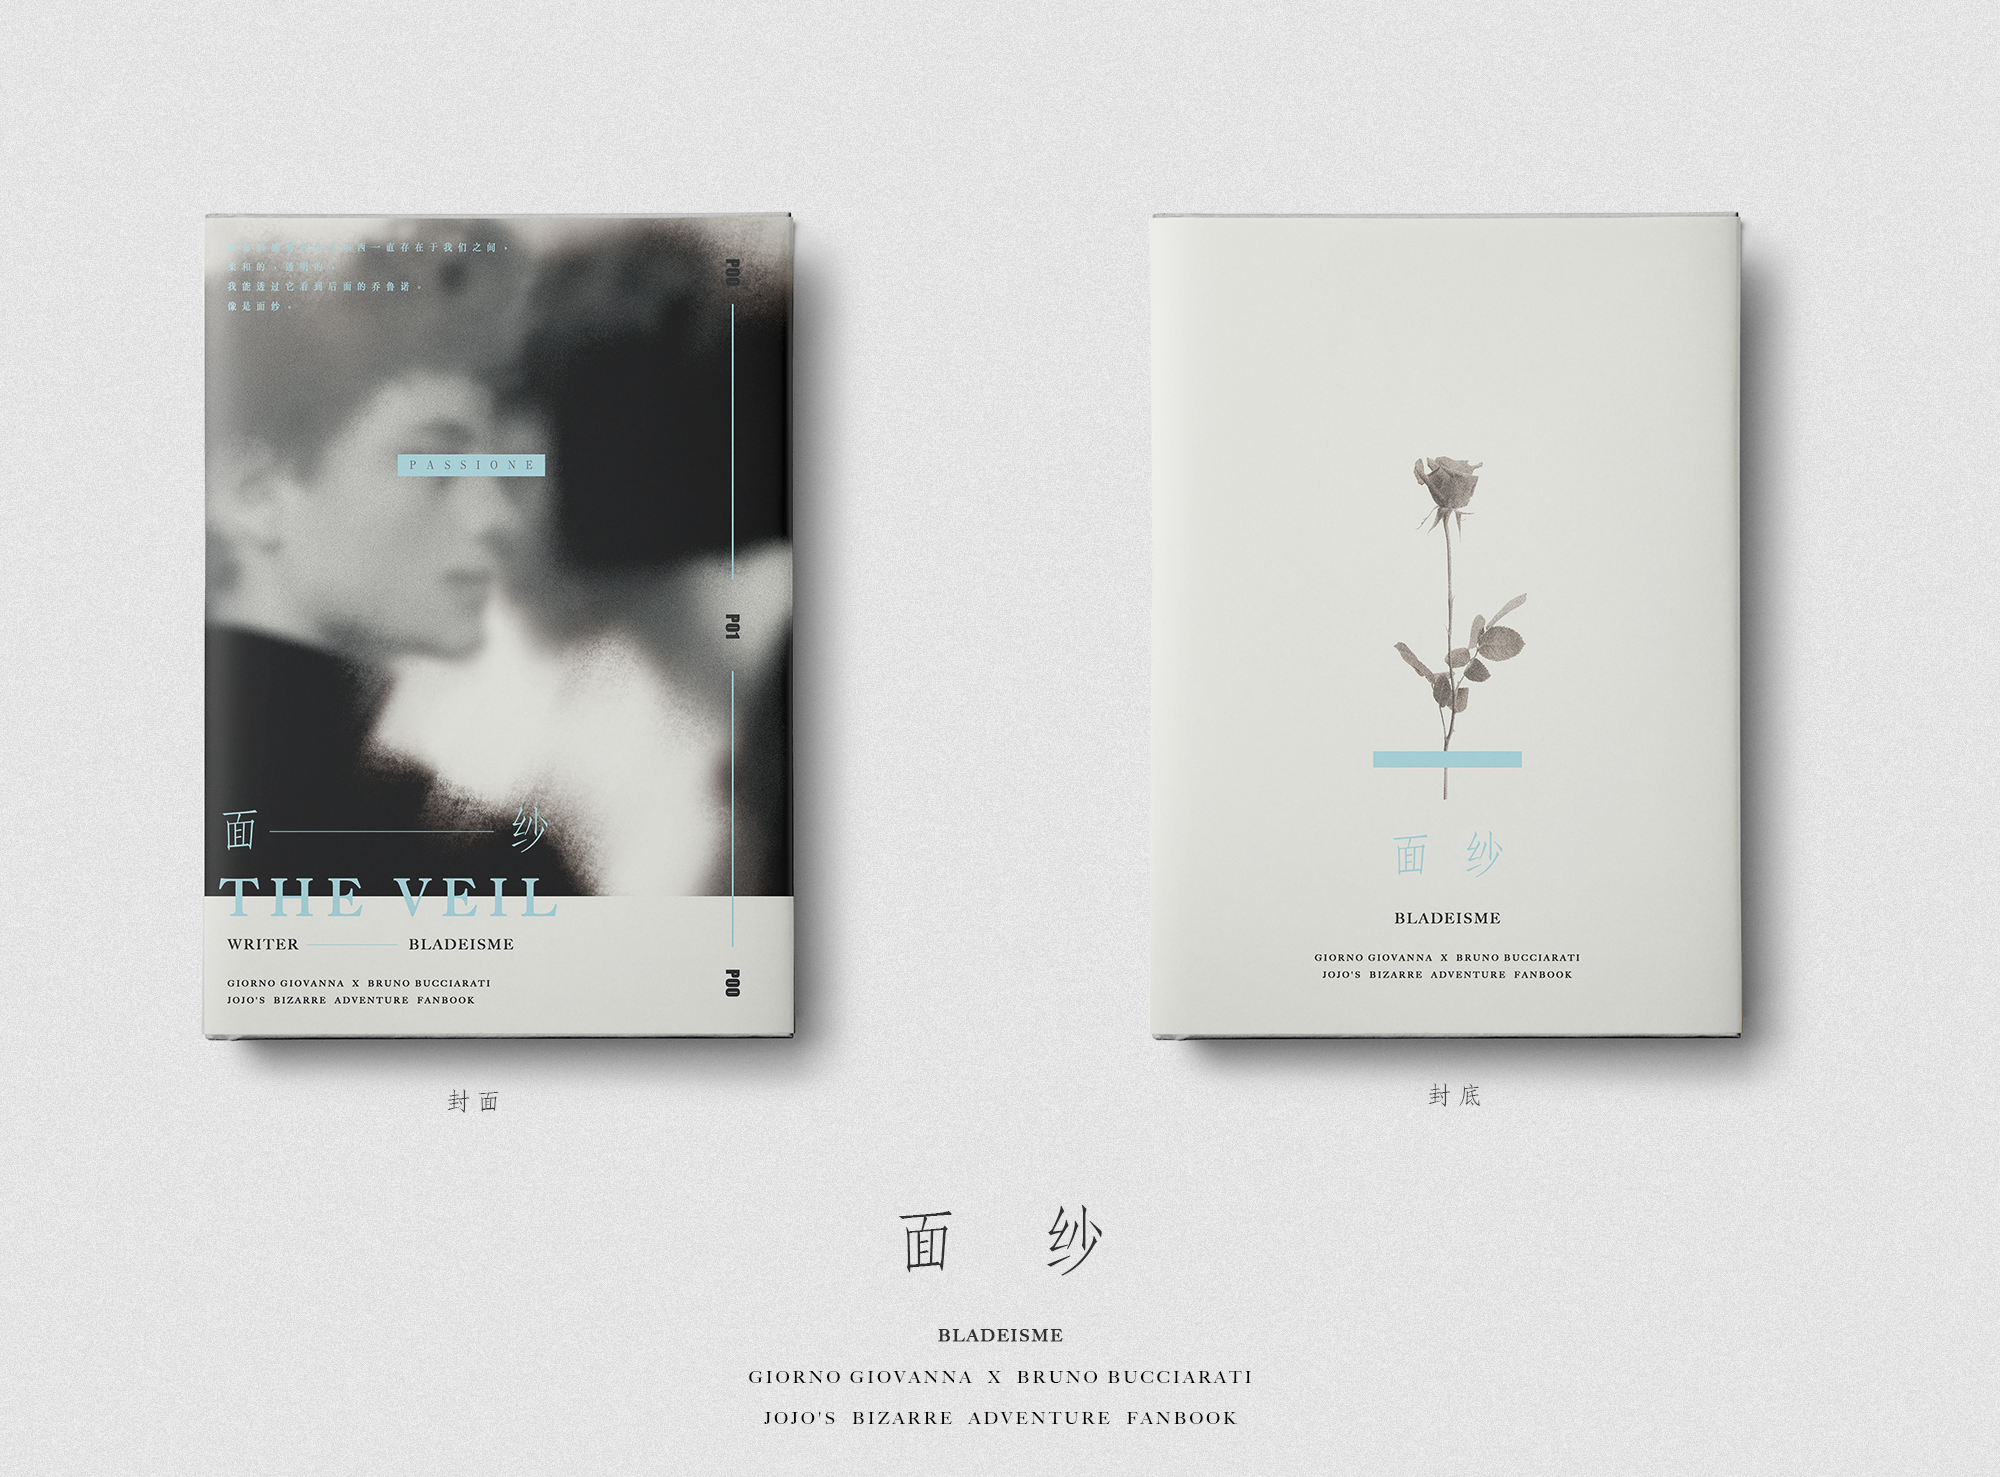 西一直存在于我们之间，
柔和的，透明的，
我能透过它看到后面的乔鲁诺。
像是面纱。
P00
PASSIONE
P01
面 纱
THE VEIL
WRITER BLADEISME
GIORNO GIOVANNA X BRUNO BUCCIARATI
JOJO'S BIZARRE ADVENTURE FANBOOK
P00
封面
面 纱
BLADEISME
GIORNO GIOVANNA X BRUNO BUCCIARATI
JOJO'S BIZARRE ADVENTURE FANBOOK
封底
面 纱
BLADEISME
GIORNO GIOVANNA X BRUNO BUCCIARATI
JOJO'S BIZARRE ADVENTURE FANBOOK